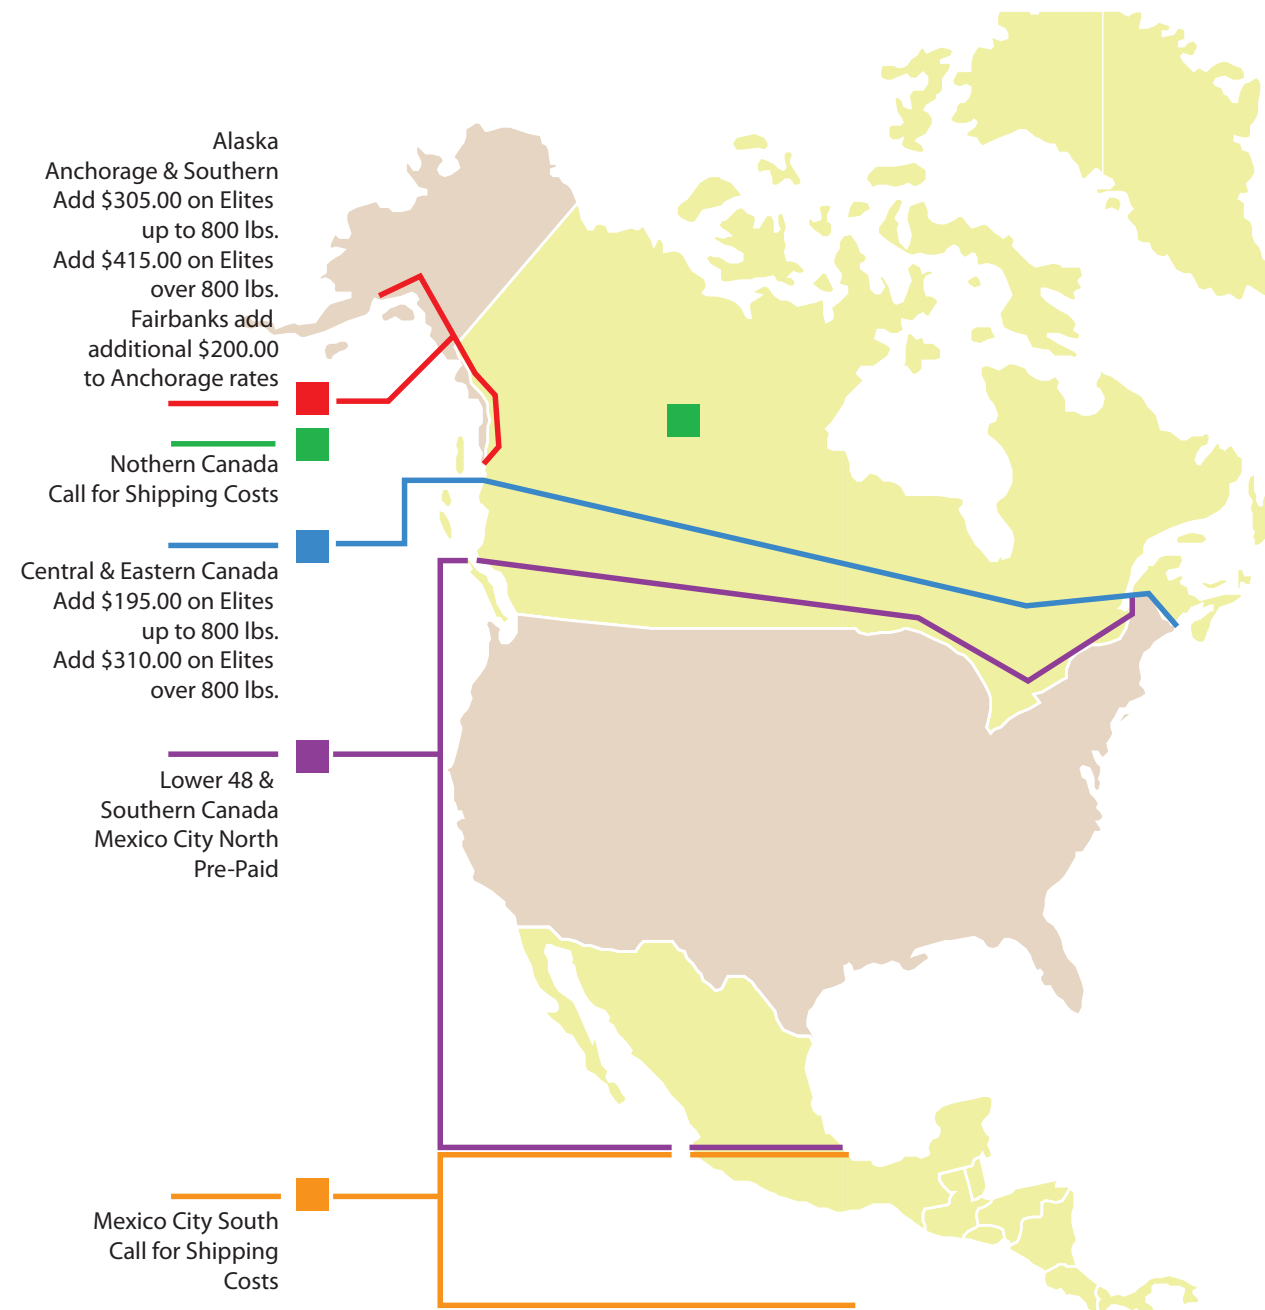 Alaska
Anchorage & Southern
Add $305.00 on Elites
up to 800 lbs.
Add $415.00 on Elites
over 800 lbs.
Fairbanks add
additional $200.00
to Anchorage rates
Nothern Canada
Call for Shipping Costs
Central & Eastern Canada
Add $195.00 on Elites
up to 800 lbs.
Add $310.00 on Elites
over 800 lbs.
Lower 48 &
Southern Canada
Mexico City North
Pre-Paid
Mexico City South
Call for Shipping
Costs